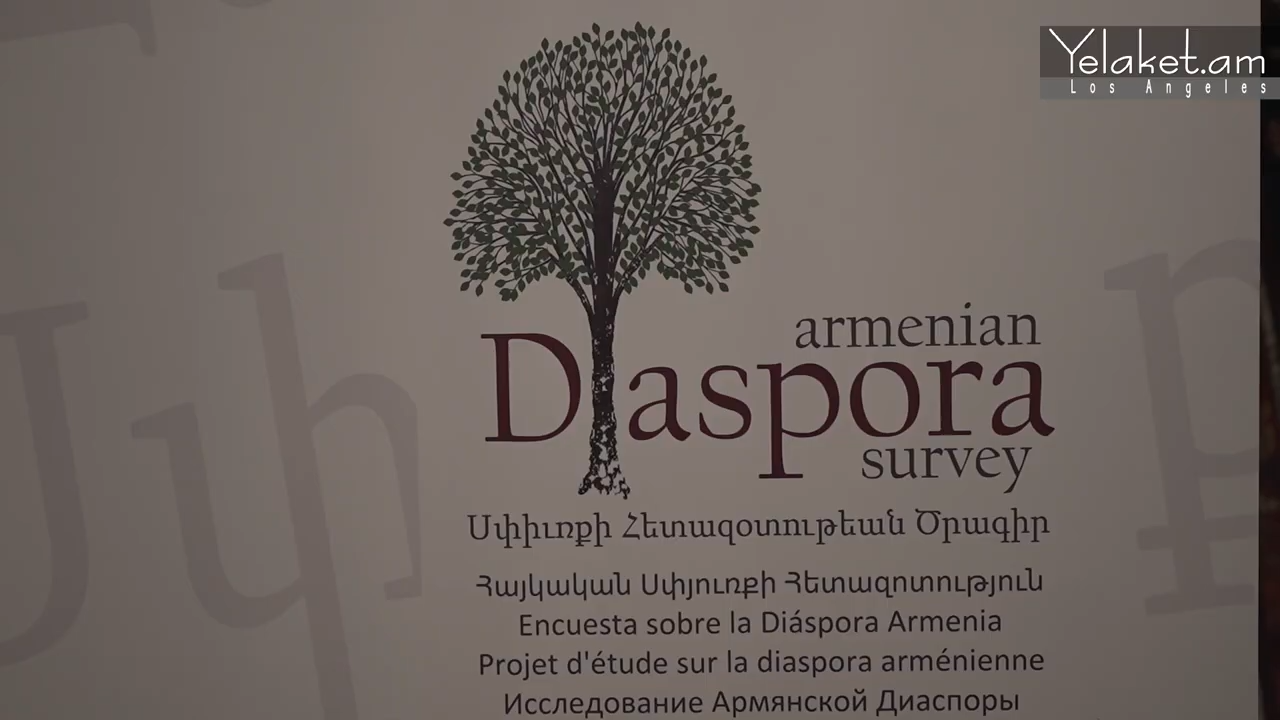 Yelaket.am
Los Angeles
armenian
Diaspora
survey
Սփիւռքի Հետազօտութեան Ծրագիր
Հայկական Սփյուռքի Հետազոտություն
Encuesta sobre la Diáspora Armenia
Projet d'étude sur la diaspora arménienne
Исследование Армянской Диаспоры